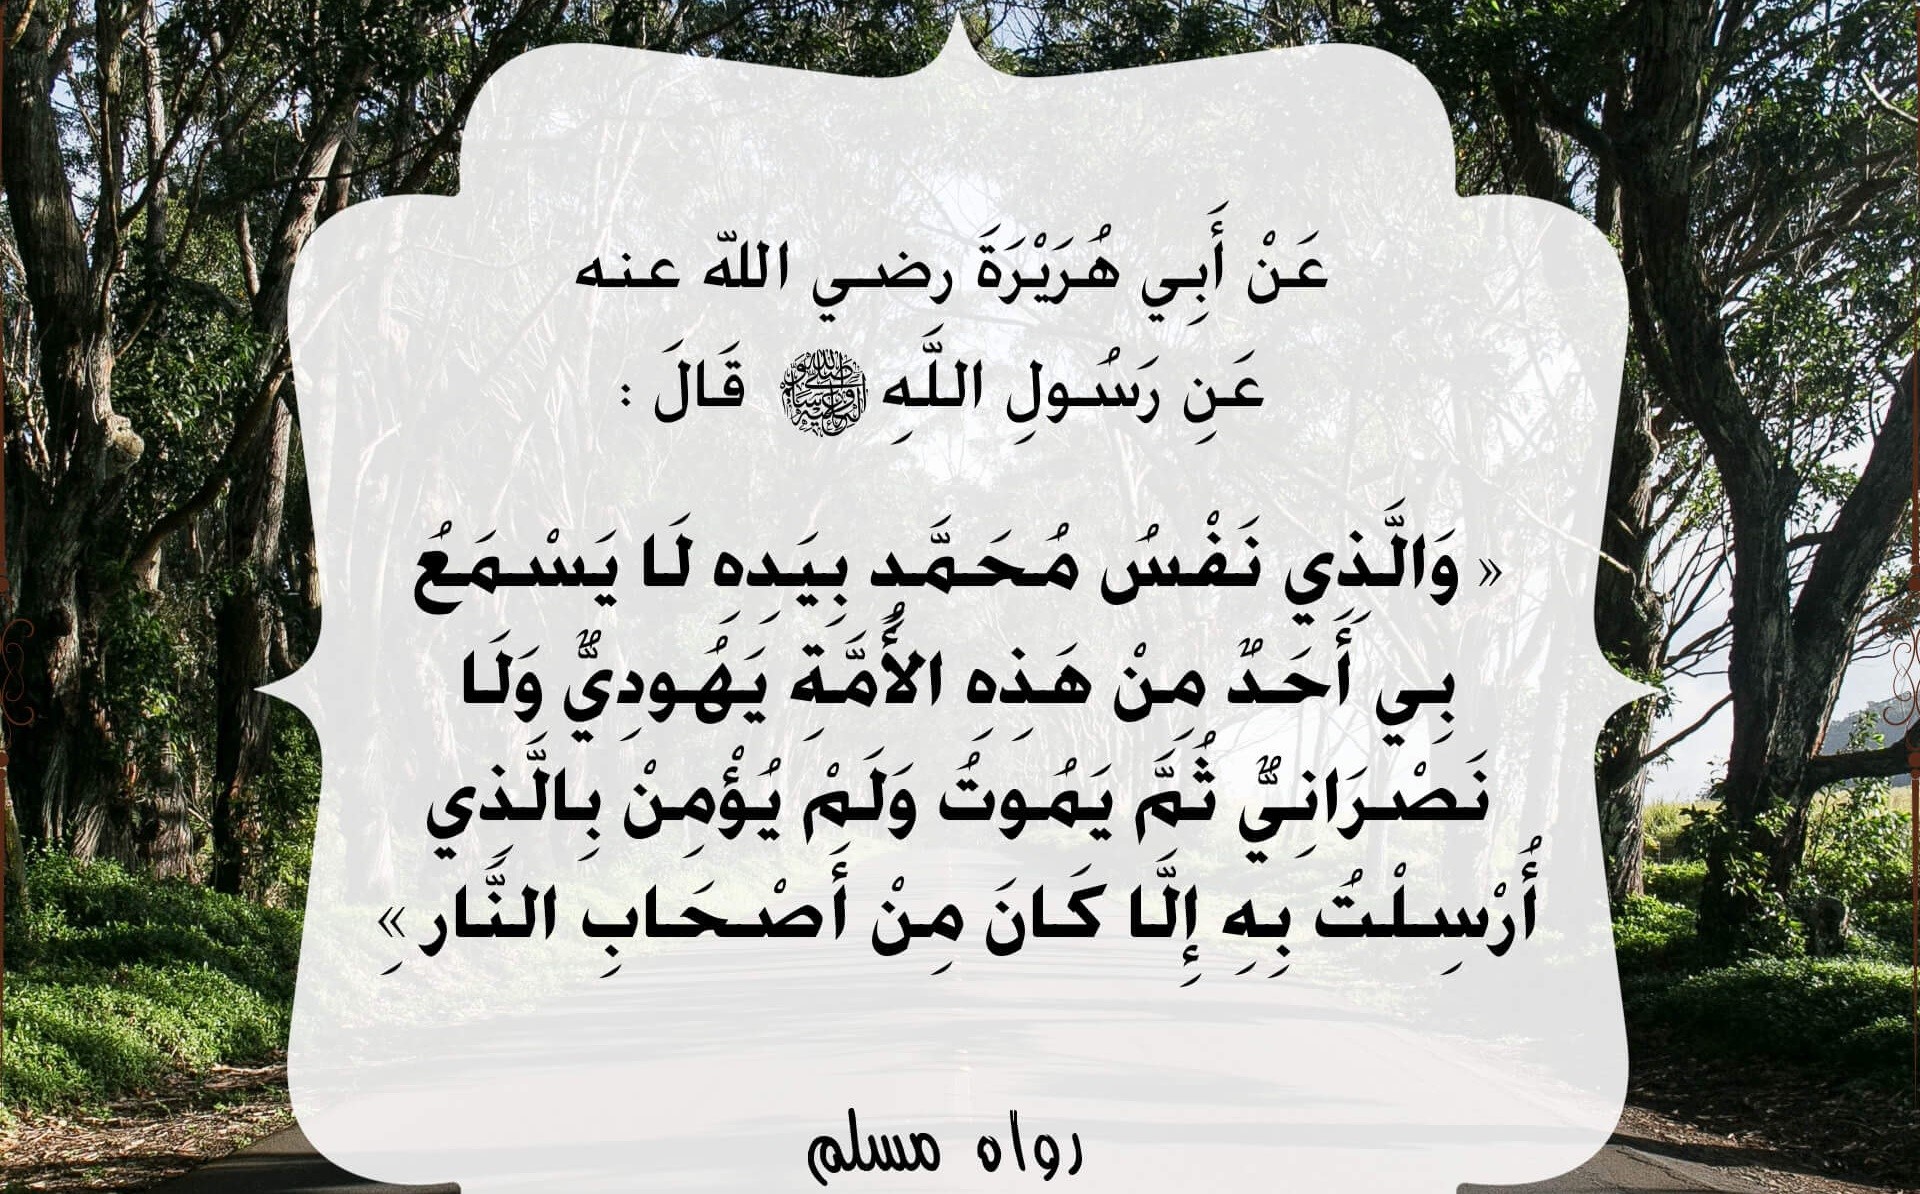 عَنْ أَبِي هُرَيْرَةَ رضي اللّه عنه
عَنِ رَسُولِ اللَّهِ ﷺ قَالَ :
« وَالَّذِي نَفْسُ مُحَمَّد بِيَدِهِ لَا يَسْمَعُ
بِي أَحَدٌ مِنْ هَذِهِ الأُمَّةِ يَهُودِيٌّ وَلَا
نَصْرَانِيٌّ ثُمَّ يَمُوتُ وَلَمْ يُؤْمِنْ بِالَّذِي
أُرْسِلْتُ بِهِ إِلَّا كَانَ مِنْ أَصْحَابِ النَّارِ »
رواه مسلم